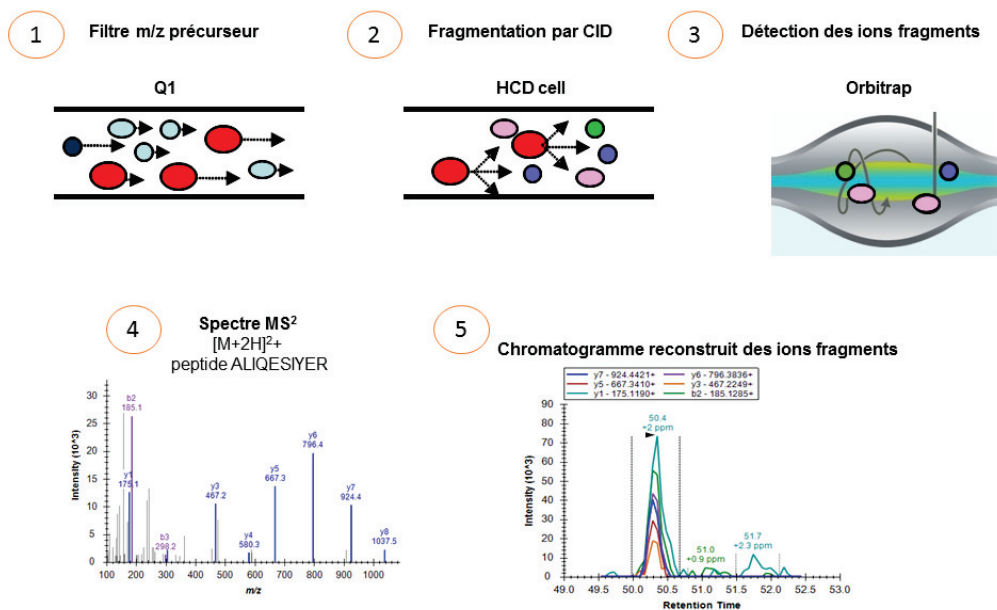 1
Filtre m/z précurseur
Q1
2
Fragmentation par CID
HCD cell
3
Détection des ions fragments
Orbitrap
4
Spectre MS²
[M+2H]²+
peptide ALIQESIYER
Intensity (10^3)
30
25
20
15
10
5
0
b2
185.1
y1
175.1
b3
298.2
y3
467.2
y4
580.3
y5
667.3
y6
796.4
y7
924.4
y8
1037.5
100 200 300 400 500 600 700 800 900 1000
m/z
5
Chromatogramme reconstruit des ions fragments
y7 - 924.4421+ y6 - 796.3836+
y5 - 667.3410+ y3 - 467.2249+
y1 - 175.1190+ b2 - 185.1285+
Intensity (10^3)
90
80
70
60
50
40
30
20
10
0
50.4
+2 ppm
51.0
+0.9 ppm
51.7
-2.3 ppm
49.0 49.5 50.0 50.5 51.0 51.5 52.0 52.5 53.0
Retention Time